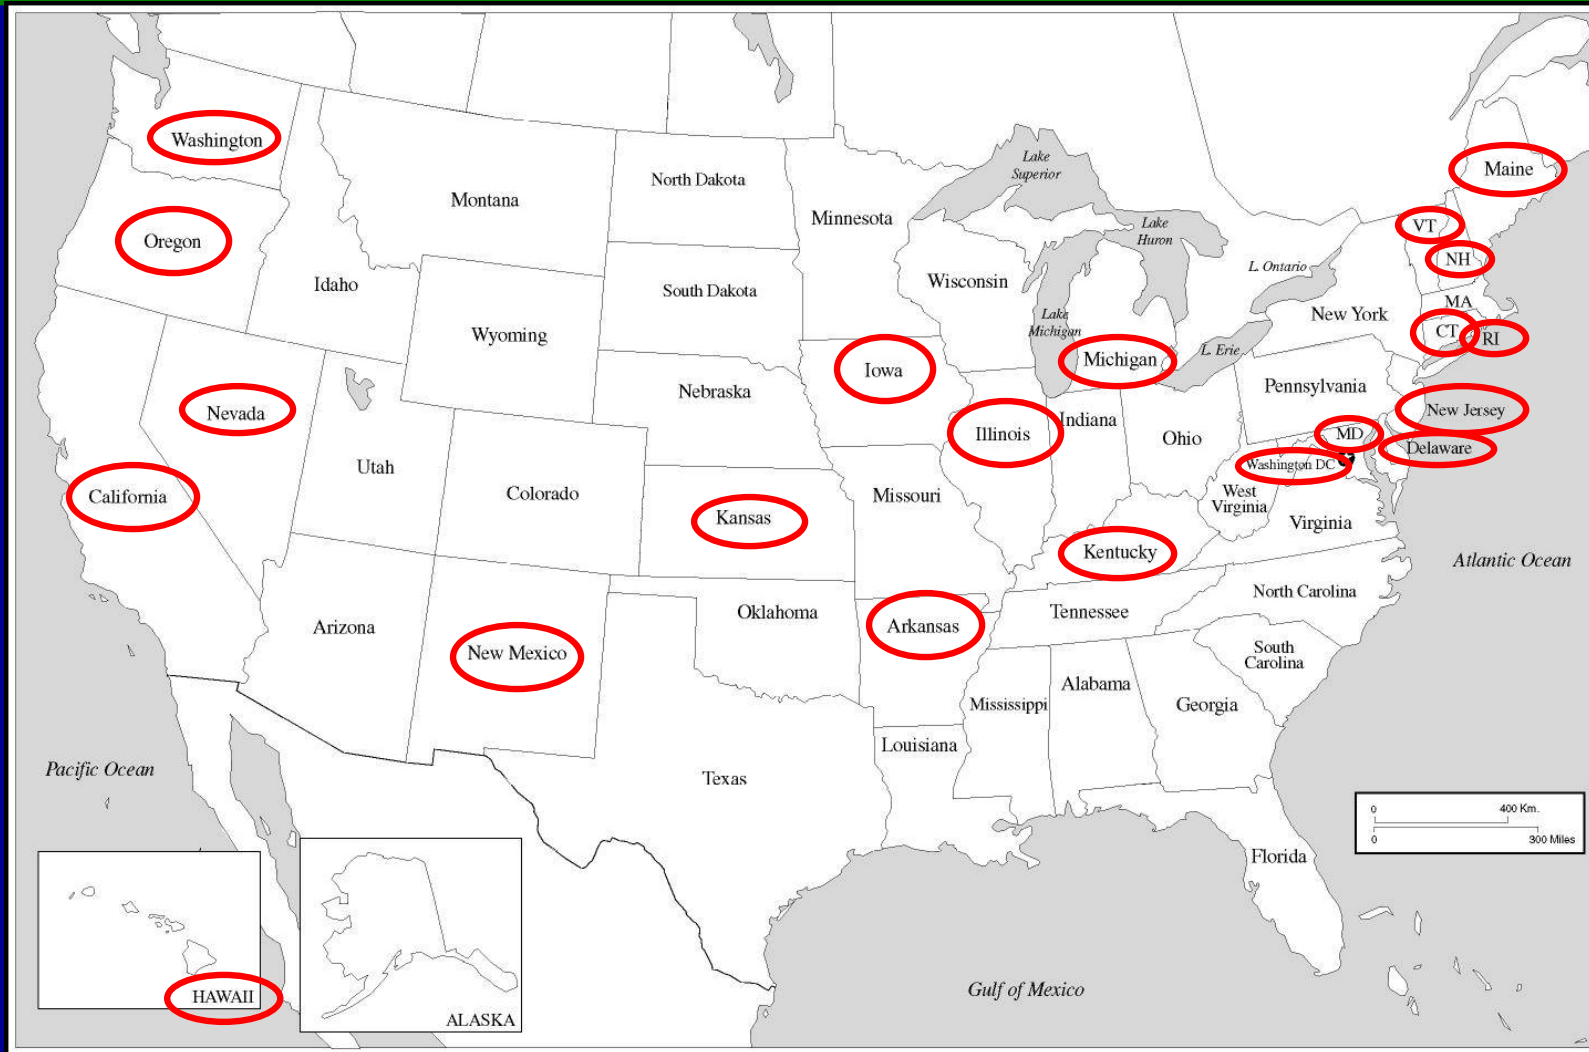 Washington
Oregon
Nevada
California
Idaho
Montana
Wyoming
Utah
Colorado
Arizona
New Mexico
North Dakota
South Dakota
Nebraska
Kansas
Oklahoma
Texas
Minnesota
Iowa
Missouri
Arkansas
Louisiana
Wisconsin
Illinois
Lake
Superior
Lake
Michigan
Lake
Huron
L. Erie
L. Ontario
Michigan
Indiana
Ohio
Kentucky
Tennessee
Mississippi
Alabama
Georgia
Florida
South
Carolina
North Carolina
Virginia
West
Virginia
Washington DC
MD
Delaware
New Jersey
Pennsylvania
New York
CT
RI
MA
NH
VT
Maine
Atlantic Ocean
Pacific Ocean
Gulf of Mexico
HAWAII
ALASKA
0
400 Km.
0
300 Miles